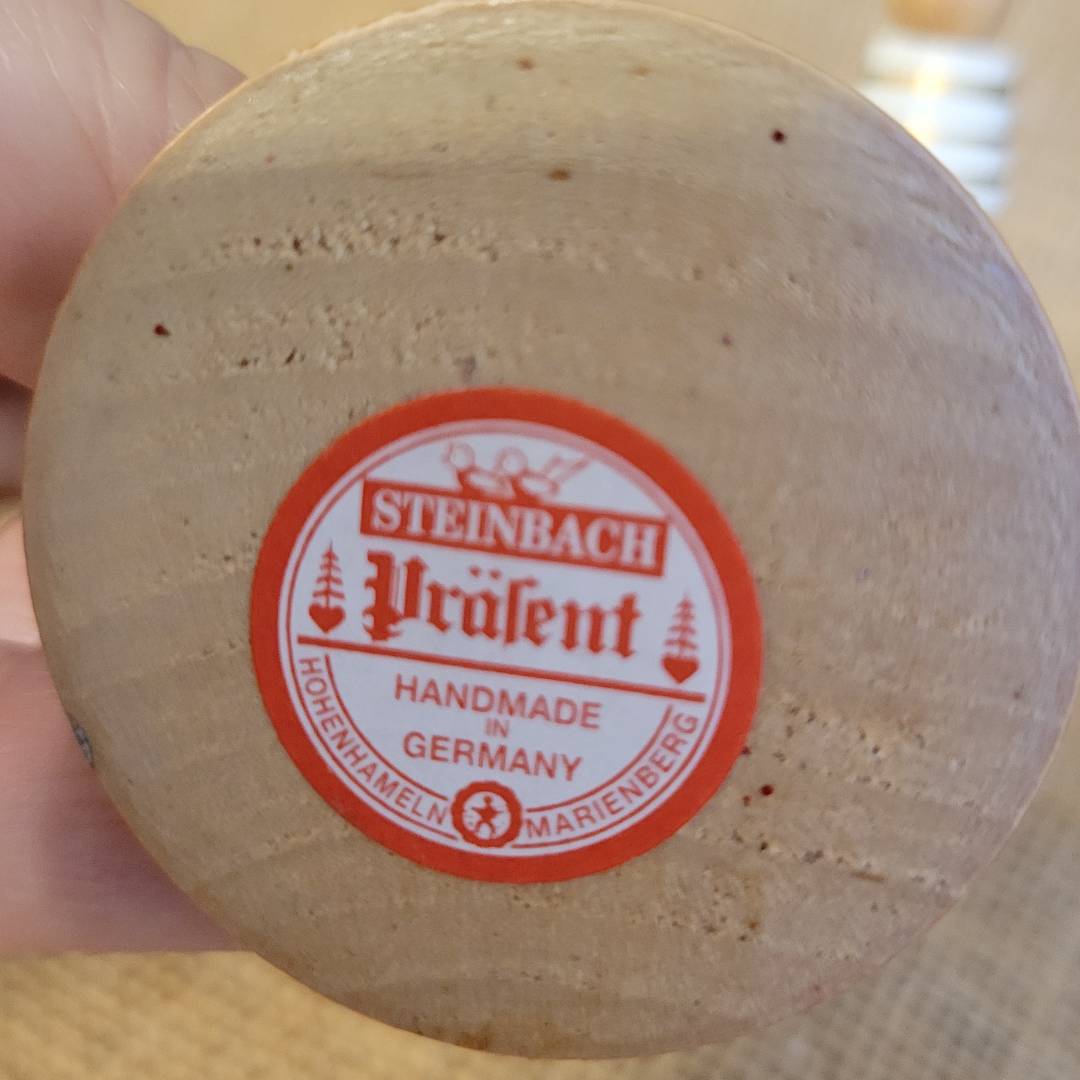 STEINBACH
Präſent
HANDMADE
IN
GERMANY
HOHENHAMELN MARIENBERG